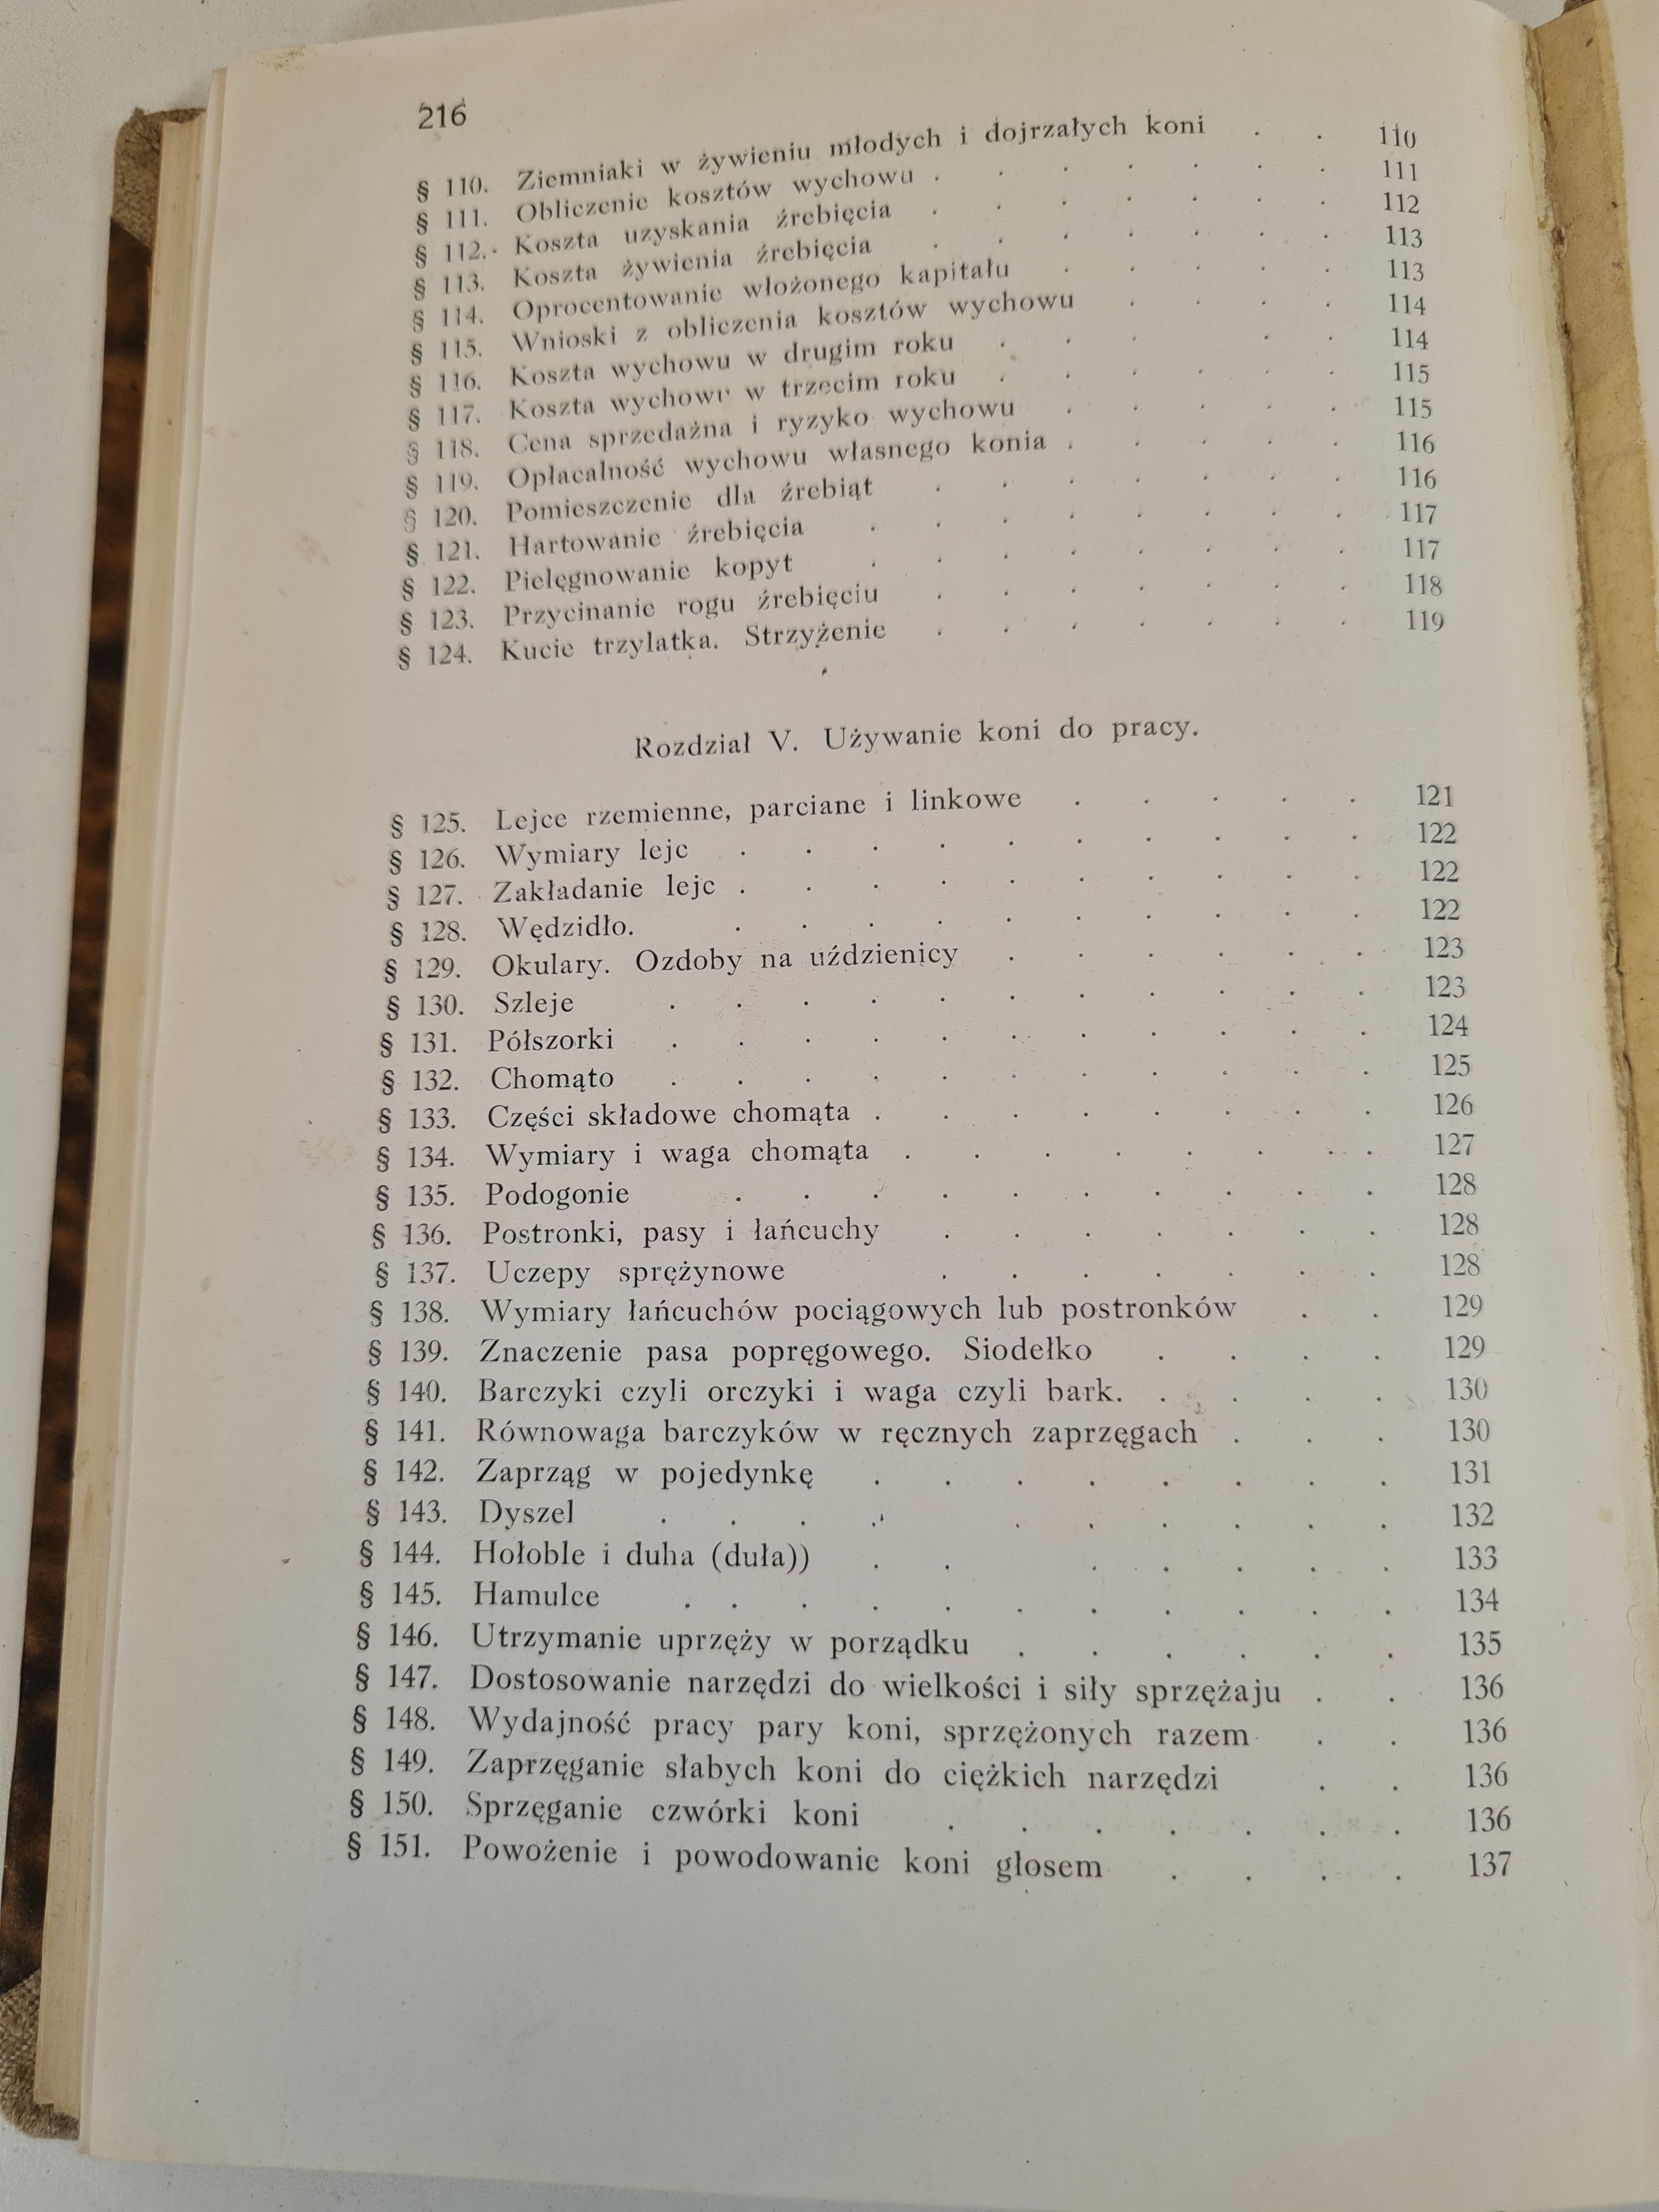 216
§ 110. Ziemniaki w żywieniu młodych i dojrzałych koni . . 110
§ 111. Obliczenie kosztów wychowu . . . . . . . 111
§ 112. Koszta uzyskania źrebięcia . . . . . . . 112
§ 113. Koszta żywienia źrebięcia . . . . . . . 113
§ 114. Oprocentowanie włożonego kapitału . . . . . 113
§ 115. Wnioski z obliczenia kosztów wychowu . . . . 114
§ 116. Koszta wychowu w drugim roku . . . . . 114
§ 117. Koszta wychowu w trzecim roku . . . . . . 115
§ 118. Cena sprzedażna i ryzyko wychowu . . . . . 115
§ 119. Opłacalność wychowu własnego konia . . . . . 116
§ 120. Pomieszczenie dla źrebiąt . . . . . . . 116
§ 121. Hartowanie źrebięcia . . . . . . . . 117
§ 122. Pielęgnowanie kopyt . . . . . . . . 117
§ 123. Przycinanie rogu źrebięciu . . . . . . . 118
§ 124. Kucie trzylatka. Strzyżenie . . . . . . . 119
Rozdział V. Używanie koni do pracy.
§ 125. Lejce rzemienne, parciane i linkowe . . . . . 121
§ 126. Wymiary lejc . . . . . . . . . . 122
§ 127. Zakładanie lejc . . . . . . . . . . 122
§ 128. Wędzidło. . . . . . . . . . . 122
§ 129. Okulary. Ozdoby na uździenicy . . . . . . 123
§ 130. Szleje . . . . . . . . . . . 123
§ 131. Półszorki . . . . . . . . . . . 124
§ 132. Chomąto . . . . . . . . . . . 125
§ 133. Części składowe chomąta . . . . . . . . 126
§ 134. Wymiary i waga chomąta . . . . . . . . 127
§ 135. Podogonie . . . . . . . . . . 128
§ 136. Postronki, pasy i łańcuchy . . . . . . . 128
§ 137. Uczepy sprężynowe . . . . . . . 128
§ 138. Wymiary łańcuchów pociągowych lub postronków . . 129
§ 139. Znaczenie pasa popręgowego. Siodełko . . . . 129
§ 140. Barczyki czyli orczyki i waga czyli bark. . . . . 130
§ 141. Równowaga barczyków w ręcznych zaprzęgach . . . 130
§ 142. Zaprząg w pojedynkę . . . . . . . . 131
§ 143. Dyszel . . . . . . . . . . 132
§ 144. Hołoble i duha (duła)) . . . . . . . 133
§ 145. Hamulce . . . . . . . . . . . 134
§ 146. Utrzymanie uprzęży w porządku . . . . . . 135
§ 147. Dostosowanie narzędzi do wielkości i siły sprzężaju . . 136
§ 148. Wydajność pracy pary koni, sprzężonych razem . . 136
§ 149. Zaprzęganie słabych koni do ciężkich narzędzi . . 136
§ 150. Sprzęganie czwórki koni . . . . . . . 136
§ 151. Powożenie i powodowanie koni głosem . . . . 137